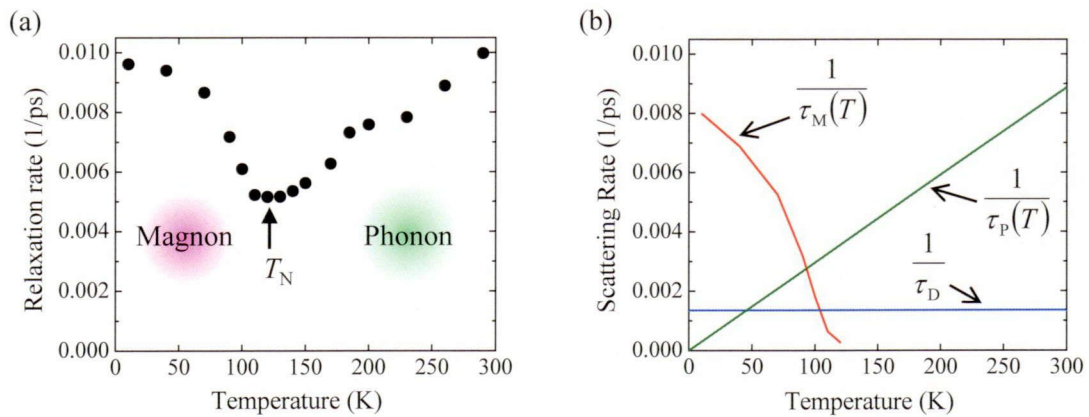 (a)
0.010
0.008
0.006
0.004
0.002
0.000
Relaxation rate (1/ps)
Magnon
Phonon
T_N
0 50 100 150 200 250 300
Temperature (K)
(b)
0.010
0.008
0.006
0.004
0.002
0.000
Scattering Rate (1/ps)
1
τ_M(T)
1
τ_P(T)
1
τ_D
0 50 100 150 200 250 300
Temperature (K)